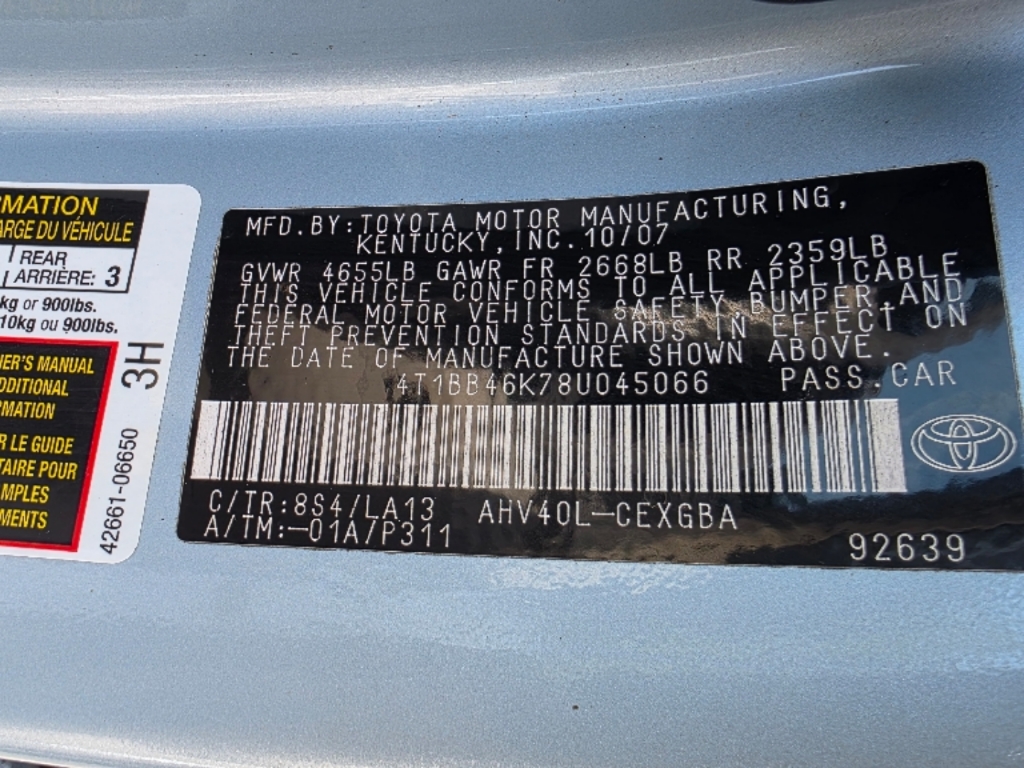 MATION
ARGE DU VÉHICULE
REAR
ARRIÈRE: 3
kg or 900lbs.
10kg ou 900lbs.
ER'S MANUAL
DDITIONAL
RMATION
R LE GUIDE
TAIRE POUR
MPLES
MENTS
3H
42661-06650
MFD.BY:TOYOTA MOTOR MANUFACTURING,
KENTUCKY,INC.10/07
GVWR 4655LB GAWR FR 2668LB RR 2359LB
THIS VEHICLE CONFORMS TO ALL APPLICABLE
FEDERAL MOTOR VEHICLE SAFETY,BUMPER,AND
THEFT PREVENTION STANDARDS IN EFFECT ON
THE DATE OF MANUFACTURE SHOWN ABOVE.
4T1BB46K78U045066 PASS.CAR
C/TR:8S4/LA13 AHV40L-CEXGBA
A/TM:-01A/P311
92639